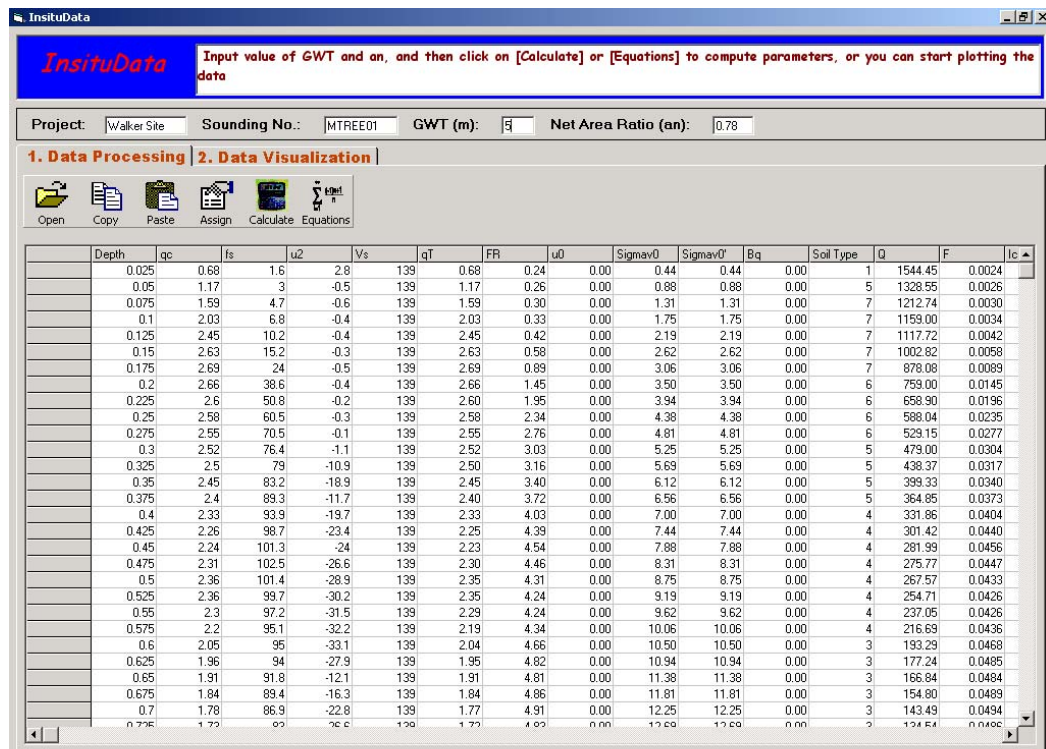 InsituData
InsituData
Input value of GWT and an, and then click on [Calculate] or [Equations] to compute parameters, or you can start plotting the
data
Project: Walker Site Sounding No.: MTREE01 GWT (m): 5 Net Area Ratio (an): 0.78
1. Data Processing 2. Data Visualization
Open Copy Paste Assign Calculate Equations
Depth qc fs u2 Vs qT FR u0 Sigmav0 Sigmav0' Bq Soil Type Q F Ic
0.025 0.68 1.6 2.8 139 0.68 0.24 0.00 0.44 0.44 0.00 1 1544.45 0.0024
0.05 1.17 3 -0.5 139 1.17 0.26 0.00 0.88 0.88 0.00 5 1328.55 0.0026
0.075 1.59 4.7 -0.6 139 1.59 0.30 0.00 1.31 1.31 0.00 7 1212.74 0.0030
0.1 2.03 6.8 -0.4 139 2.03 0.33 0.00 1.75 1.75 0.00 7 1159.00 0.0034
0.125 2.45 10.2 -0.4 139 2.45 0.42 0.00 2.19 2.19 0.00 7 1117.72 0.0042
0.15 2.63 15.2 -0.3 139 2.63 0.58 0.00 2.62 2.62 0.00 7 1002.82 0.0058
0.175 2.69 24 -0.5 139 2.69 0.89 0.00 3.06 3.06 0.00 7 878.08 0.0089
0.2 2.66 38.6 -0.4 139 2.66 1.45 0.00 3.50 3.50 0.00 6 759.00 0.0145
0.225 2.6 50.8 -0.2 139 2.60 1.95 0.00 3.94 3.94 0.00 6 658.90 0.0196
0.25 2.58 60.5 -0.3 139 2.58 2.34 0.00 4.38 4.38 0.00 6 588.04 0.0235
0.275 2.55 70.5 -0.1 139 2.55 2.76 0.00 4.81 4.81 0.00 6 529.15 0.0277
0.3 2.52 76.4 -1.1 139 2.52 3.03 0.00 5.25 5.25 0.00 5 479.00 0.0304
0.325 2.5 79 -10.9 139 2.50 3.16 0.00 5.69 5.69 0.00 5 438.37 0.0317
0.35 2.45 83.2 -18.9 139 2.45 3.40 0.00 6.12 6.12 0.00 5 399.33 0.0340
0.375 2.4 89.3 -11.7 139 2.40 3.72 0.00 6.56 6.56 0.00 5 364.85 0.0373
0.4 2.33 93.9 -19.7 139 2.33 4.03 0.00 7.00 7.00 0.00 4 331.86 0.0404
0.425 2.26 98.7 -23.4 139 2.25 4.39 0.00 7.44 7.44 0.00 4 301.42 0.0440
0.45 2.24 101.3 -24 139 2.23 4.54 0.00 7.88 7.88 0.00 4 281.99 0.0456
0.475 2.31 102.5 -26.6 139 2.30 4.46 0.00 8.31 8.31 0.00 4 275.77 0.0447
0.5 2.36 101.4 -28.9 139 2.35 4.31 0.00 8.75 8.75 0.00 4 267.57 0.0433
0.525 2.36 99.7 -30.2 139 2.35 4.24 0.00 9.19 9.19 0.00 4 254.71 0.0426
0.55 2.3 97.2 -31.5 139 2.29 4.24 0.00 9.62 9.62 0.00 4 237.05 0.0426
0.575 2.2 95.1 -32.2 139 2.19 4.34 0.00 10.06 10.06 0.00 4 216.69 0.0436
0.6 2.05 95 -33.1 139 2.04 4.66 0.00 10.50 10.50 0.00 3 193.29 0.0468
0.625 1.96 94 -27.9 139 1.95 4.82 0.00 10.94 10.94 0.00 3 177.24 0.0485
0.65 1.91 91.8 -12.1 139 1.91 4.81 0.00 11.38 11.38 0.00 3 166.84 0.0484
0.675 1.84 89.4 -16.3 139 1.84 4.86 0.00 11.81 11.81 0.00 3 154.80 0.0489
0.7 1.78 86.9 -22.8 139 1.77 4.91 0.00 12.25 12.25 0.00 3 143.49 0.0494